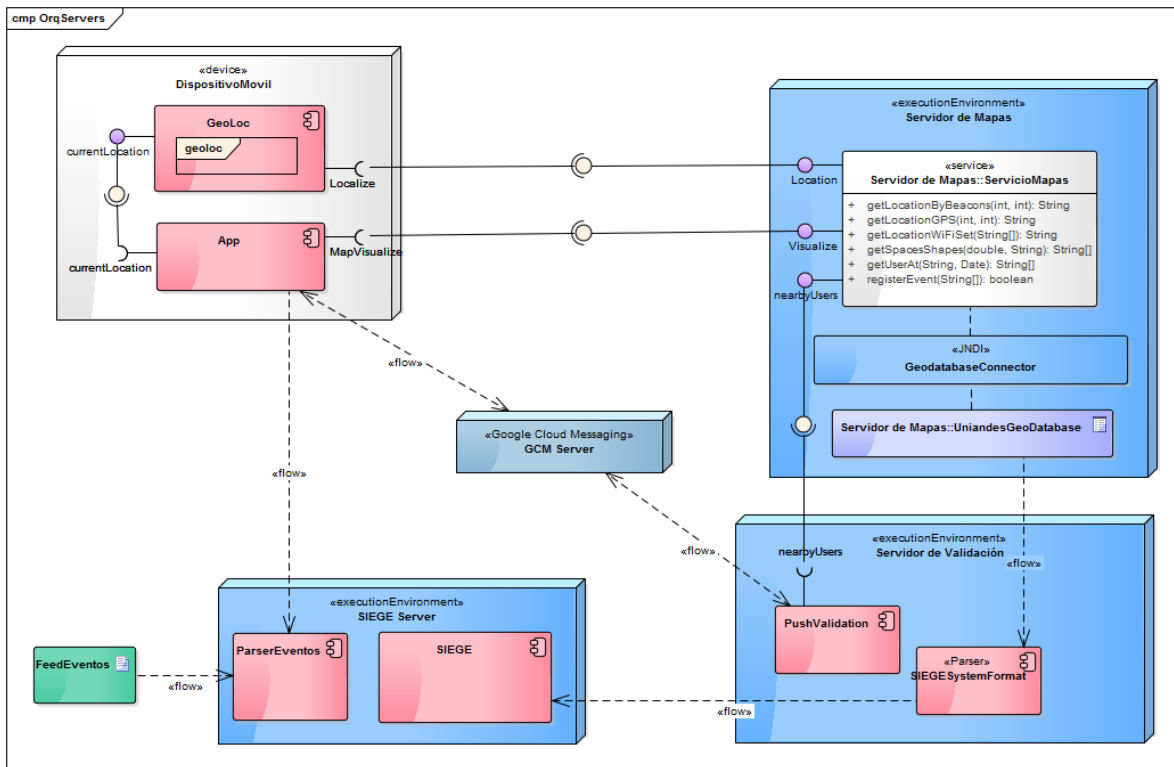 cmp OrqServers
«device»
DispositivoMovil
GeoLoc
geoloc
currentLocation
Localize
App
currentLocation
MapVisualize
«executionEnvironment»
Servidor de Mapas
Location
«service»
Servidor de Mapas::ServicioMapas
+ getLocationByBeacons(int, int): String
+ getLocationGPS(int, int): String
+ getLocationWiFiSet(String[]): String
+ getSpacesShapes(double, String): String[]
+ getUserAt(String, Date): String[]
+ registerEvent(String[]): boolean
Visualize
nearbyUsers
«JNDI»
GeodatabaseConnector
Servidor de Mapas::UniandesGeoDatabase
«flow»
«Google Cloud Messaging»
GCM Server
«flow»
«flow»
nearbyUsers
«executionEnvironment»
Servidor de Validación
«flow»
PushValidation
«Parser»
SIEGESystemFormat
«executionEnvironment»
SIEGE Server
ParserEventos
SIEGE
FeedEventos
«flow»
«flow»